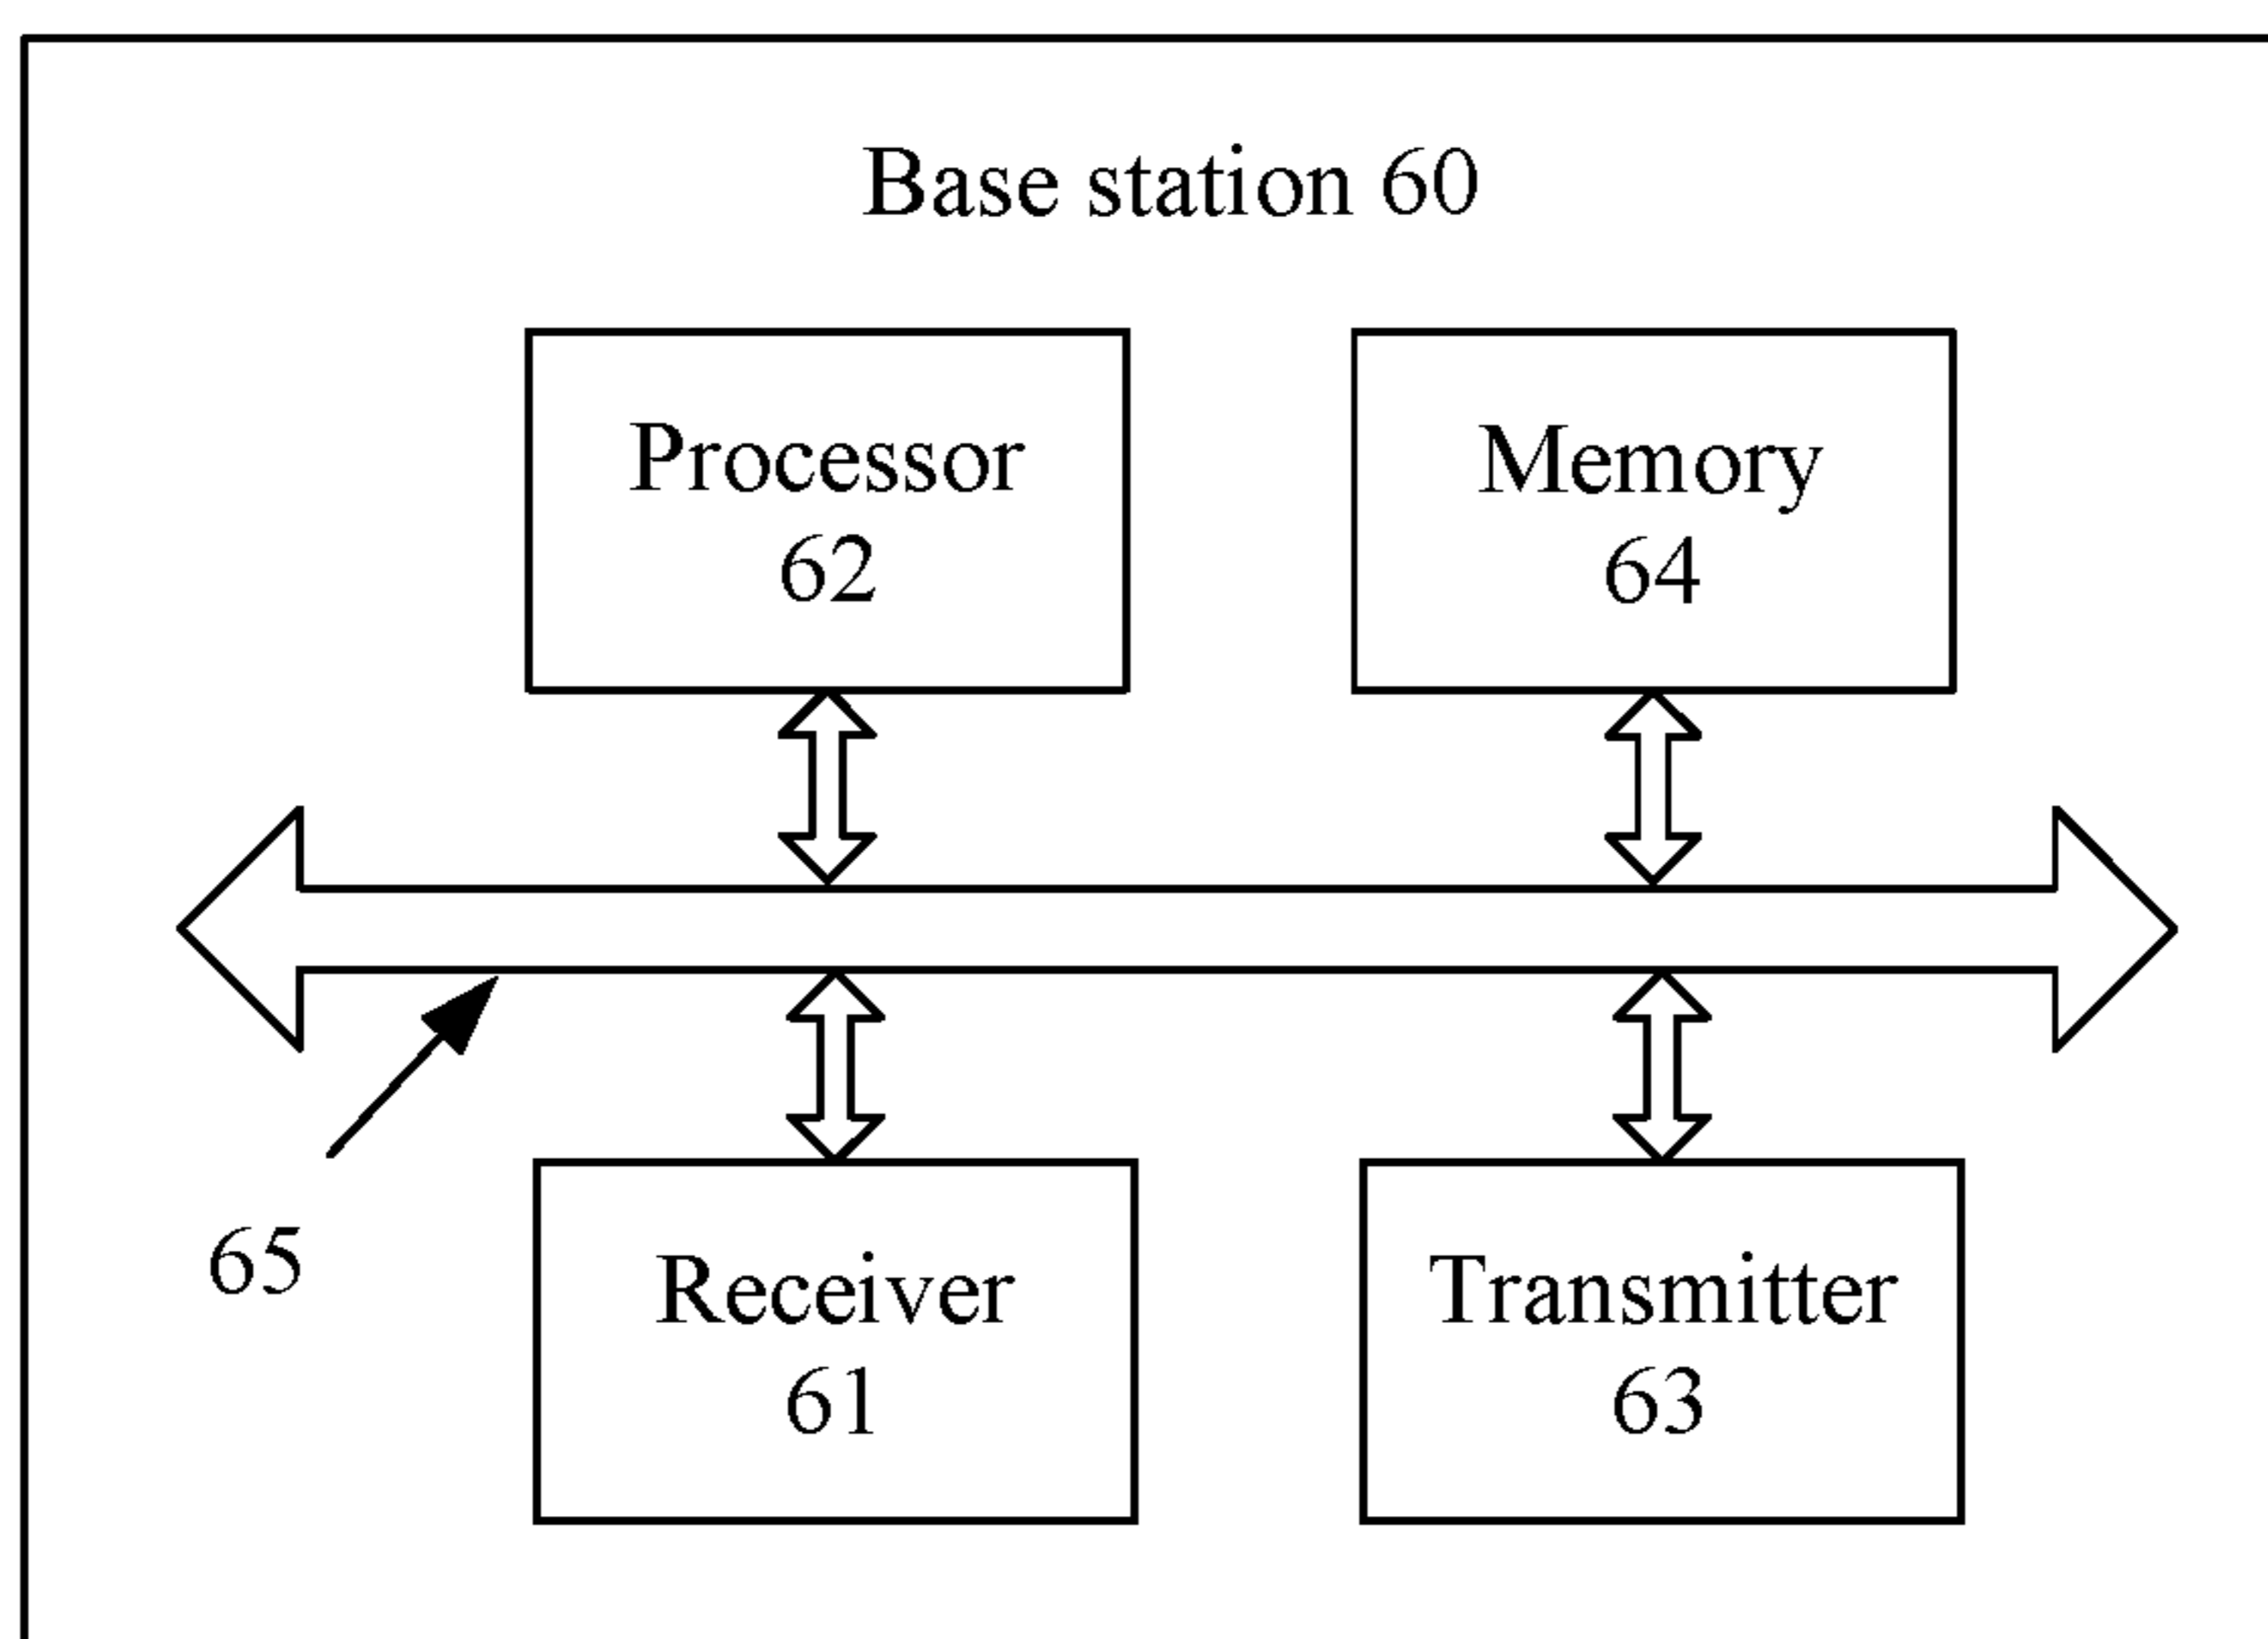 Base station 60
Processor
62
Memory
64
65
Receiver
61
Transmitter
63